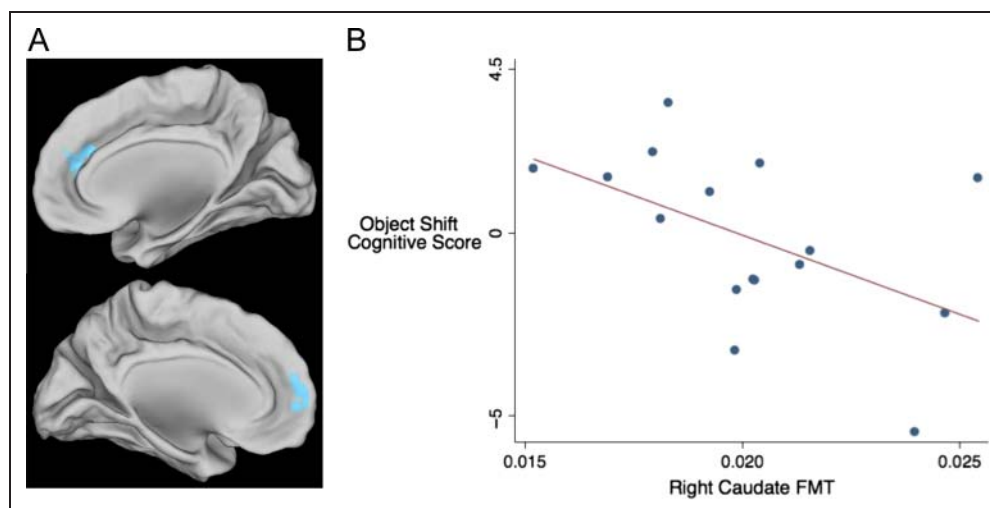 A
B
4.5
Object Shift
Cognitive Score
0
-5
0.015
0.020
0.025
Right Caudate FMT